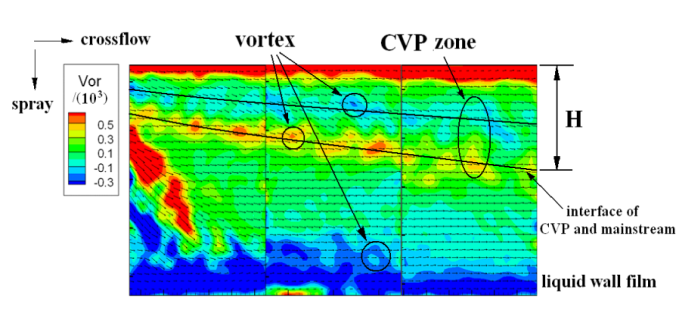 crossflow
vortex
CVP zone
spray
Vor
/(10³)
0.5
0.3
0.1
-0.1
-0.3
H
interface of
CVP and mainstream
liquid wall film